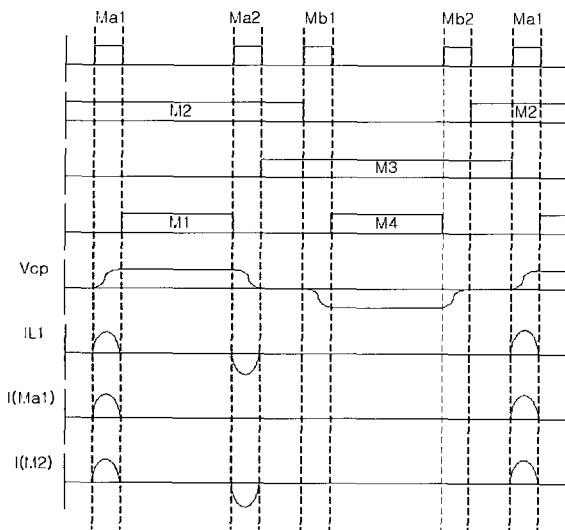 Ma1 Ma2 Mb1 Mb2 Ma1
M2 M2
M3
M1 M4
Vcp
IL1
I(Ma1)
I(M2)